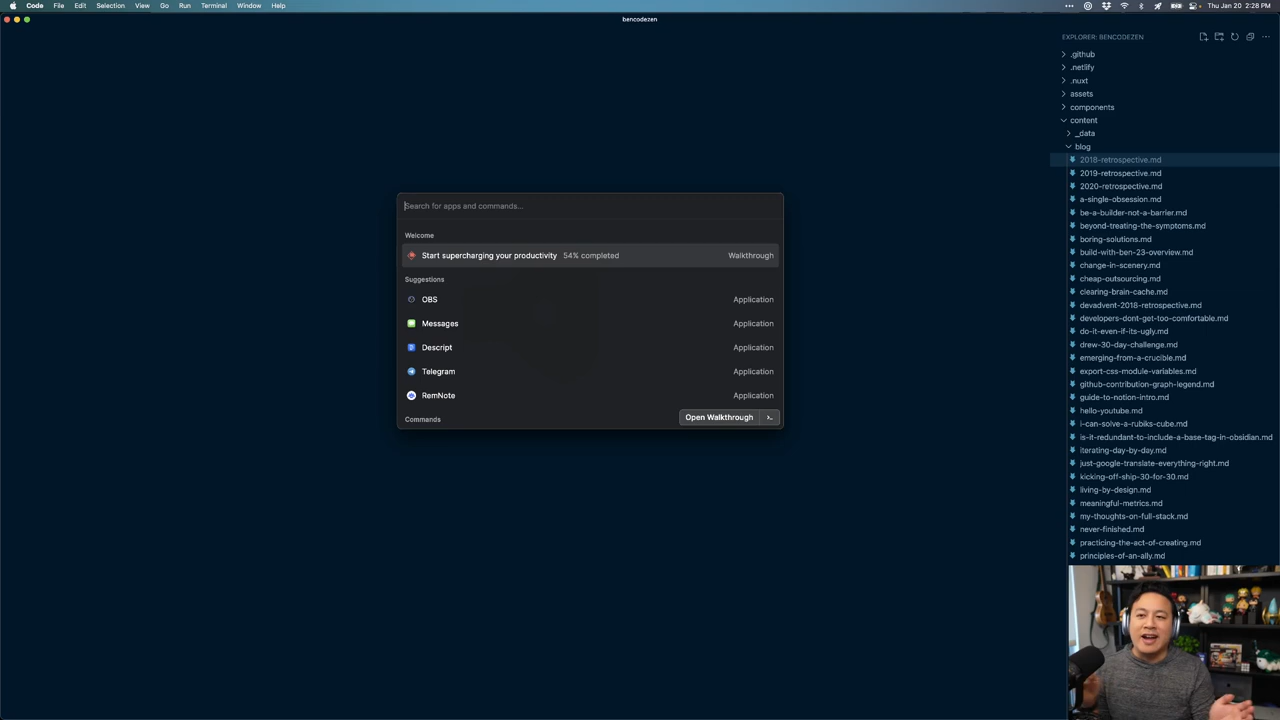 Code File Edit Selection View Go Run Terminal Window Help
Thu Jan 20 2:28 PM
bencodezen
EXPLORER: BENCODEZEN
.github
.netlify
.nuxt
assets
components
content
_data
blog
2018-retrospective.md
2019-retrospective.md
2020-retrospective.md
a-single-obsession.md
be-a-builder-not-a-barrier.md
beyond-treating-the-symptoms.md
boring-solutions.md
build-with-ben-23-overview.md
change-in-scenery.md
cheap-outsourcing.md
clearing-brain-cache.md
devadvent-2018-retrospective.md
developers-dont-get-too-comfortable.md
do-it-even-if-its-ugly.md
drew-30-day-challenge.md
emerging-from-a-crucible.md
export-css-module-variables.md
github-contribution-graph-legend.md
guide-to-notion-intro.md
hello-youtube.md
i-can-solve-a-rubiks-cube.md
is-it-redundant-to-include-a-base-tag-in-obsidian.md
iterating-day-by-day.md
just-google-translate-everything-right.md
kicking-off-ship-30-for-30.md
living-by-design.md
meaningful-metrics.md
my-thoughts-on-full-stack.md
never-finished.md
practicing-the-act-of-creating.md
principles-of-an-ally.md
Search for apps and commands...
Welcome
Start supercharging your productivity 54% completed Walkthrough
Suggestions
OBS Application
Messages Application
Descript Application
Telegram Application
RemNote Application
Commands
Open Walkthrough